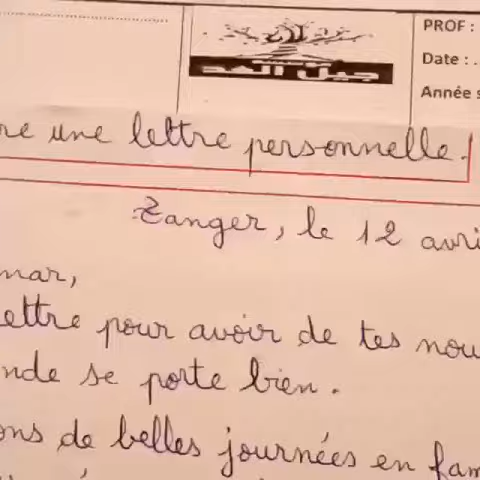 PROF :
Date : .
Année s
جيل الغد
re une lettre personnelle.
Tanger, le 12 avri
mar,
ettre pour avoir de tes nou
nde se porte bien.
ons de belles journées en fam